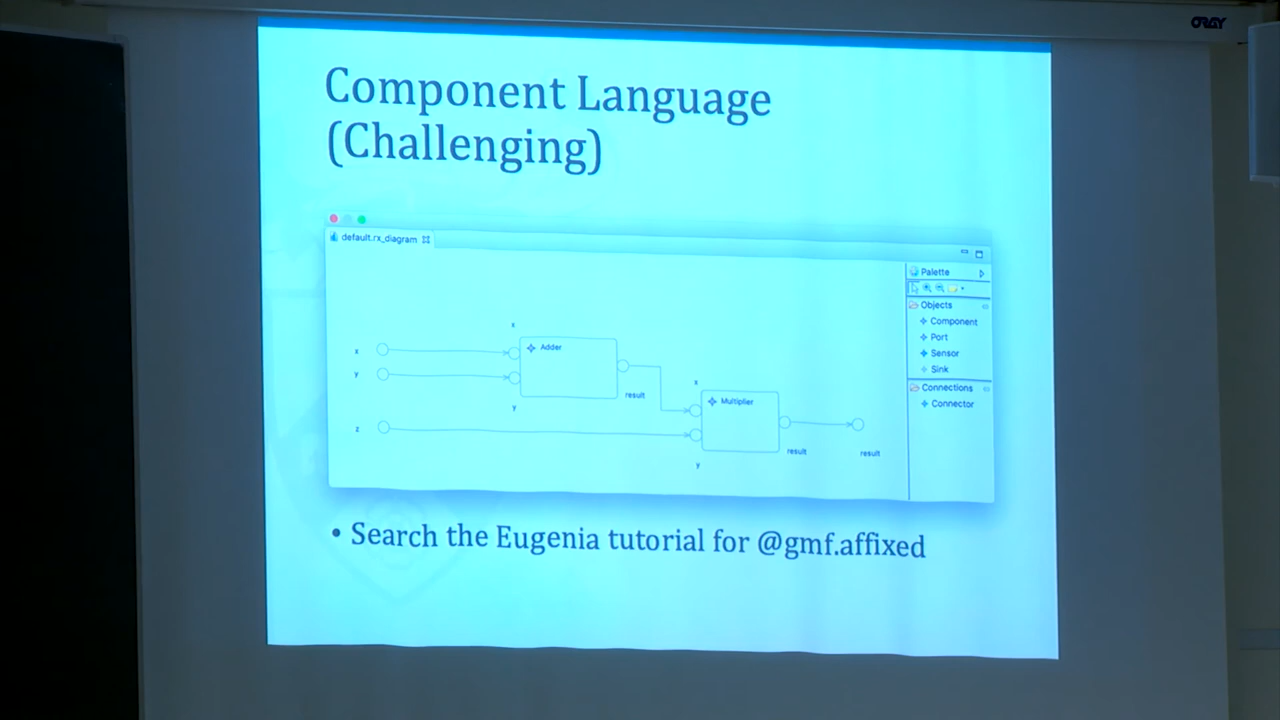 ORAY
Component Language
(Challenging)
default.rx_diagram
Palette
Objects
Component
Port
Sensor
Sink
Connections
Connector
x
x
Adder
y
y
result
x
Multiplier
z
y
result
result
• Search the Eugenia tutorial for @gmf.affixed